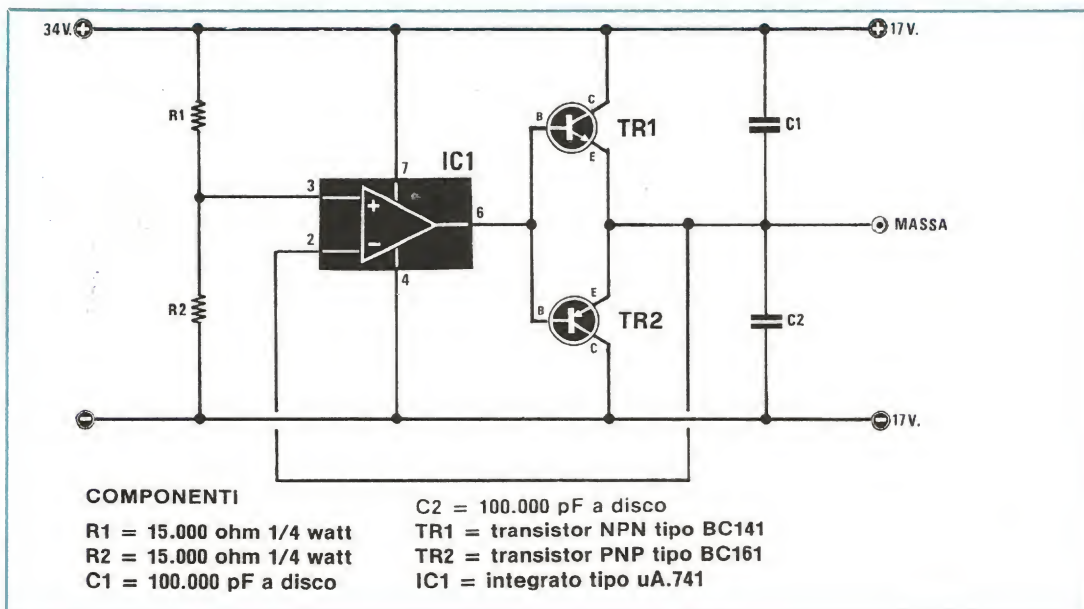 34V. + + 17V.
R1
C
B
TR1
E
C1
IC1
7
3
+
6
2
-
4
MASSA
R2
E
B
TR2
C
C2
- - 17V.
COMPONENTI
R1 = 15.000 ohm 1/4 watt
R2 = 15.000 ohm 1/4 watt
C1 = 100.000 pF a disco
C2 = 100.000 pF a disco
TR1 = transistor NPN tipo BC141
TR2 = transistor PNP tipo BC161
IC1 = integrato tipo uA.741